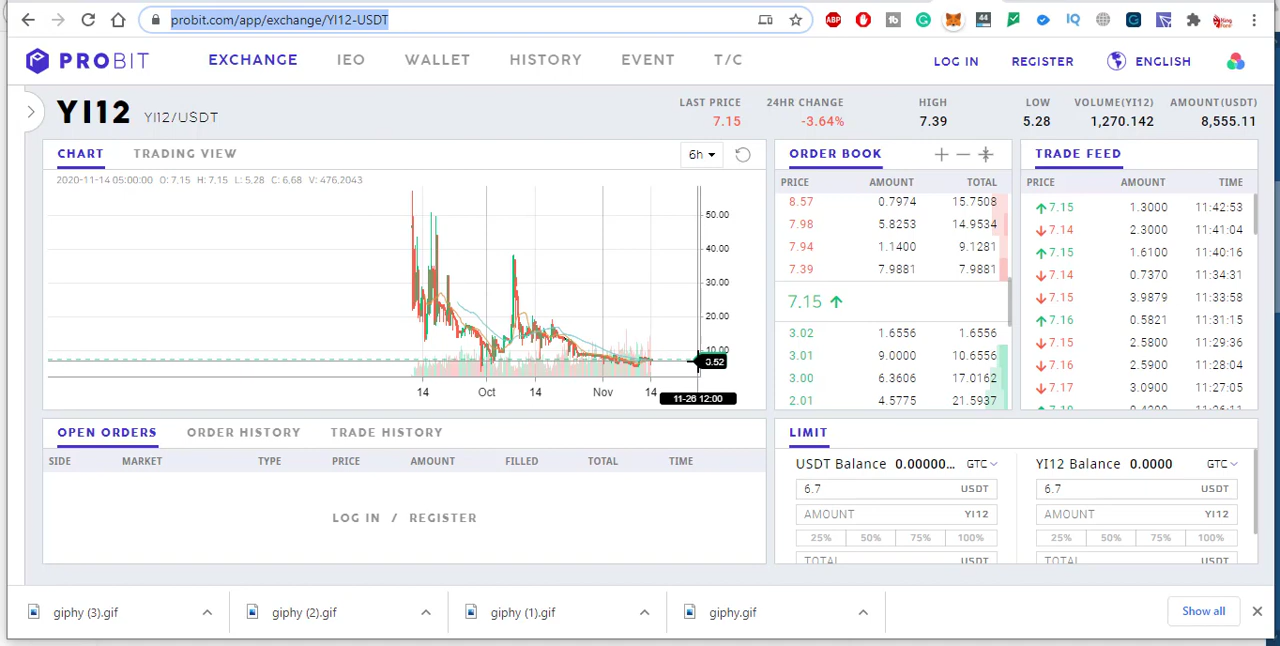 probit.com/app/exchange/YI12-USDT
PROBIT EXCHANGE IEO WALLET HISTORY EVENT T/C LOG IN REGISTER ENGLISH
YI12 YI12/USDT
LAST PRICE 24HR CHANGE HIGH LOW VOLUME(YI12) AMOUNT(USDT)
7.15 -3.64% 7.39 5.28 1,270.142 8,555.11
CHART TRADING VIEW 6h
2020-11-14 05:00:00 O: 7.15 H: 7.15 L: 5.28 C: 6.68 V: 476.2043
50.00
40.00
30.00
20.00
10.00
3.52
14 Oct 14 Nov 14
11-26 12:00
ORDER BOOK
PRICE AMOUNT TOTAL
8.57 0.7974 15.7508
7.98 5.8253 14.9534
7.94 1.1400 9.1281
7.39 7.9881 7.9881
7.15
3.02 1.6556 1.6556
3.01 9.0000 10.6556
3.00 6.3606 17.0162
2.01 4.5775 21.5937
TRADE FEED
PRICE AMOUNT TIME
7.15 1.3000 11:42:53
7.14 2.3000 11:41:04
7.15 1.6100 11:40:16
7.14 0.7370 11:34:31
7.15 3.9879 11:33:58
7.16 0.5821 11:31:15
7.15 2.5800 11:29:36
7.16 2.5900 11:28:04
7.17 3.0900 11:27:05
OPEN ORDERS ORDER HISTORY TRADE HISTORY
SIDE MARKET TYPE PRICE AMOUNT FILLED TOTAL TIME
LOG IN / REGISTER
LIMIT
USDT Balance 0.00000... GTC
6.7 USDT
AMOUNT YI12
25% 50% 75% 100%
TOTAL USDT
YI12 Balance 0.0000 GTC
6.7 USDT
AMOUNT YI12
25% 50% 75% 100%
TOTAL USDT
giphy (3).gif giphy (2).gif giphy (1).gif giphy.gif Show all